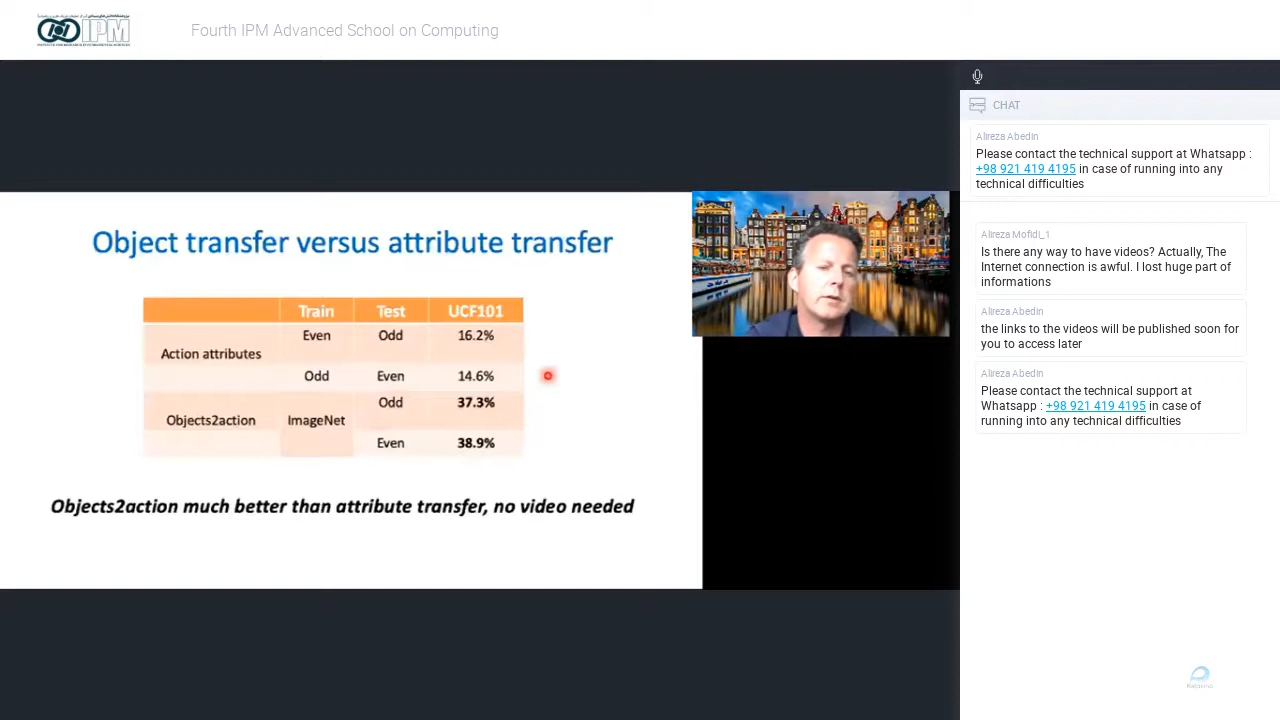 IPM
Fourth IPM Advanced School on Computing
Object transfer versus attribute transfer
Train Test UCF101
Action attributes
Even Odd 16.2%
Odd Even 14.6%
Objects2action
ImageNet
Odd 37.3%
Even 38.9%
Objects2action much better than attribute transfer, no video needed
CHAT
Alireza Abedin
Please contact the technical support at Whatsapp :
+98 921 419 4195 in case of running into any
technical difficulties
Alireza Mofidi_1
Is there any way to have videos? Actually, The
Internet connection is awful. I lost huge part of
informations
Alireza Abedin
the links to the videos will be published soon for
you to access later
Alireza Abedin
Please contact the technical support at
Whatsapp : +98 921 419 4195 in case of
running into any technical difficulties